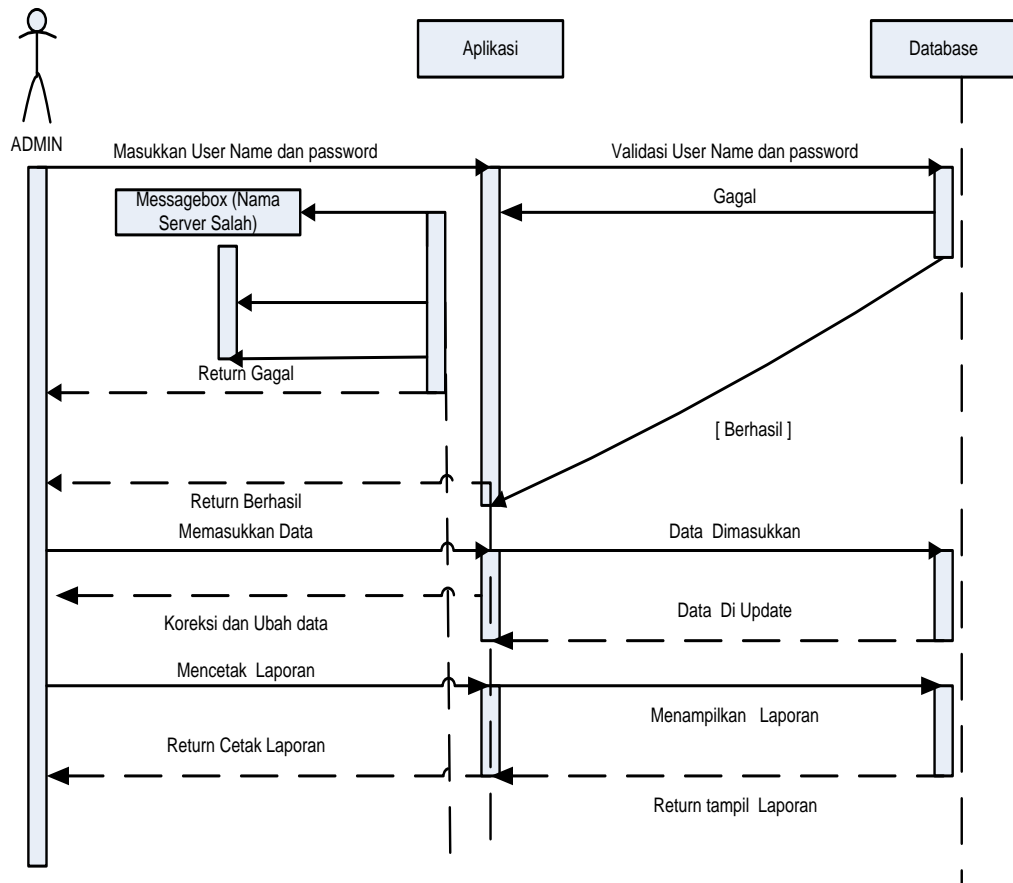 Aplikasi
Database
ADMIN
Masukkan User Name dan password
Validasi User Name dan password
Messagebox (Nama
Server Salah)
Gagal
Return Gagal
[ Berhasil ]
Return Berhasil
Memasukkan Data
Data Dimasukkan
Koreksi dan Ubah data
Data Di Update
Mencetak Laporan
Menampilkan Laporan
Return Cetak Laporan
Return tampil Laporan